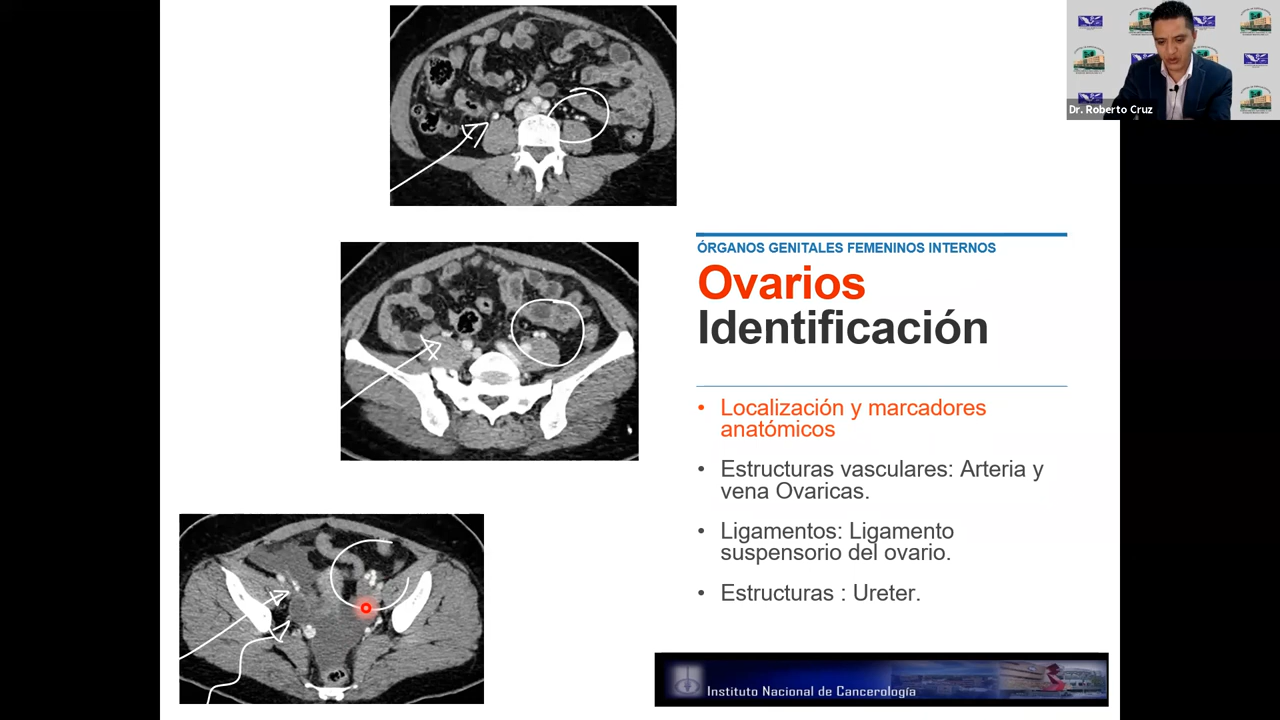 Dr. Roberto Cruz
ÓRGANOS GENITALES FEMENINOS INTERNOS
Ovarios
Identificación
• Localización y marcadores
anatómicos
• Estructuras vasculares: Arteria y
vena Ovaricas.
• Ligamentos: Ligamento
suspensorio del ovario.
• Estructuras : Ureter.
Instituto Nacional de Cancerología